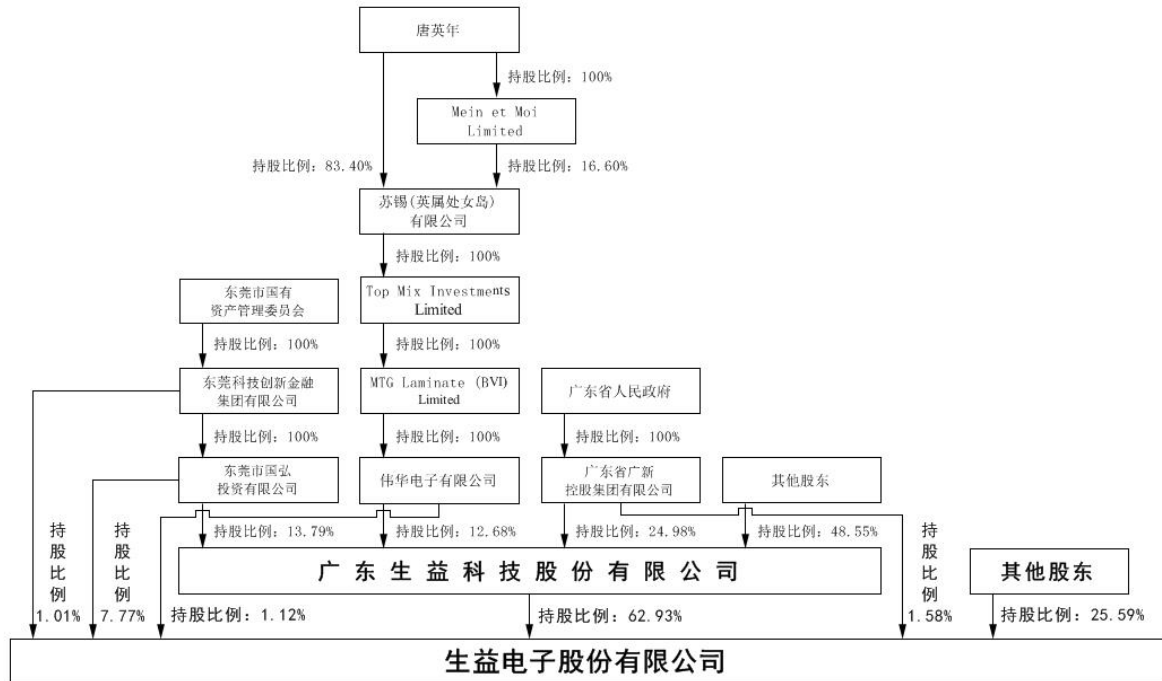 唐英年
持股比例：100%
Mein et Moi
Limited
持股比例：83.40%
持股比例：16.60%
苏锡(英属处女岛)
有限公司
持股比例：100%
东莞市国有
资产管理委员会
Top Mix Investments
Limited
持股比例：100%
持股比例：100%
东莞科技创新金融
集团有限公司
MTG Laminate (BVI)
Limited
广东省人民政府
持股比例：100%
持股比例：100%
持股比例：100%
东莞市国弘
投资有限公司
伟华电子有限公司
广东省广新
控股集团有限公司
其他股东
持股比例：13.79%
持股比例：12.68%
持股比例：24.98%
持股比例：48.55%
广东生益科技股份有限公司
其他股东
持股比例
1.01%
持股比例
7.77%
持股比例：1.12%
持股比例：62.93%
持股比例
1.58%
持股比例：25.59%
生益电子股份有限公司